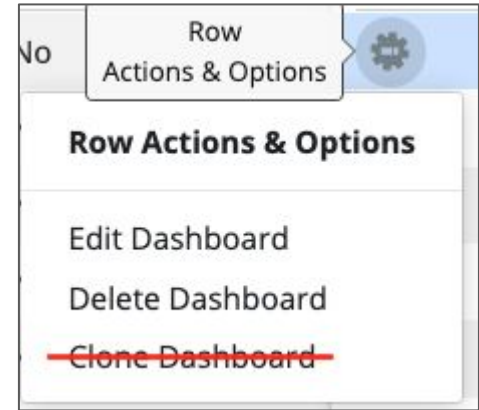 No
Row
Actions & Options
Row Actions & Options
Edit Dashboard
Delete Dashboard
Clone Dashboard